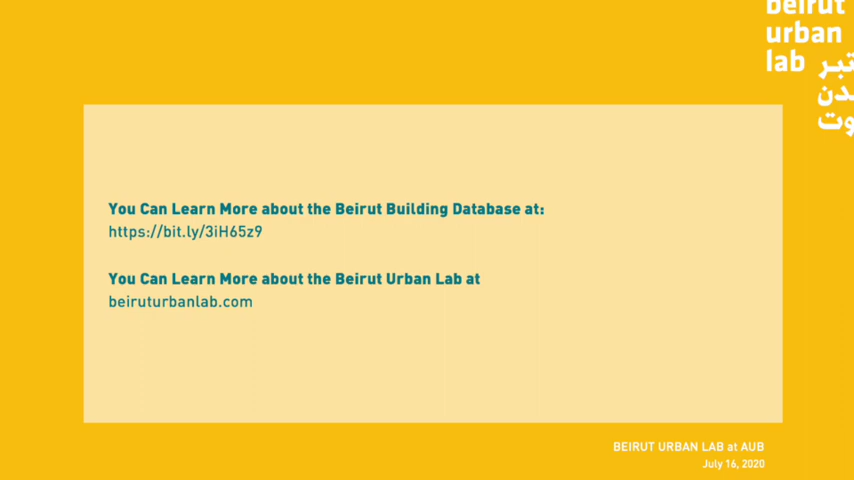 beirut
urban
lab
You Can Learn More about the Beirut Building Database at:
https://bit.ly/3iH65z9
You Can Learn More about the Beirut Urban Lab at
beiruturbanlab.com
BEIRUT URBAN LAB at AUB
July 16, 2020